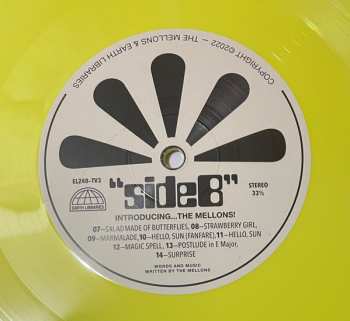 COPYRIGHT ©2022 — THE MELLONS & EARTH LIBRARIES
EL240-TV3
EARTH LIBRARIES
"sideB"
STEREO
33⅓
INTRODUCING...THE MELLONS!
07–SALAD MADE OF BUTTERFLIES, 08–STRAWBERRY GIRL,
09–MARMALADE, 10–HELLO, SUN (FANFARE), 11–HELLO, SUN
12–MAGIC SPELL, 13–POSTLUDE in E Major,
14–SURPRISE
WORDS AND MUSIC
WRITTEN BY THE MELLONS